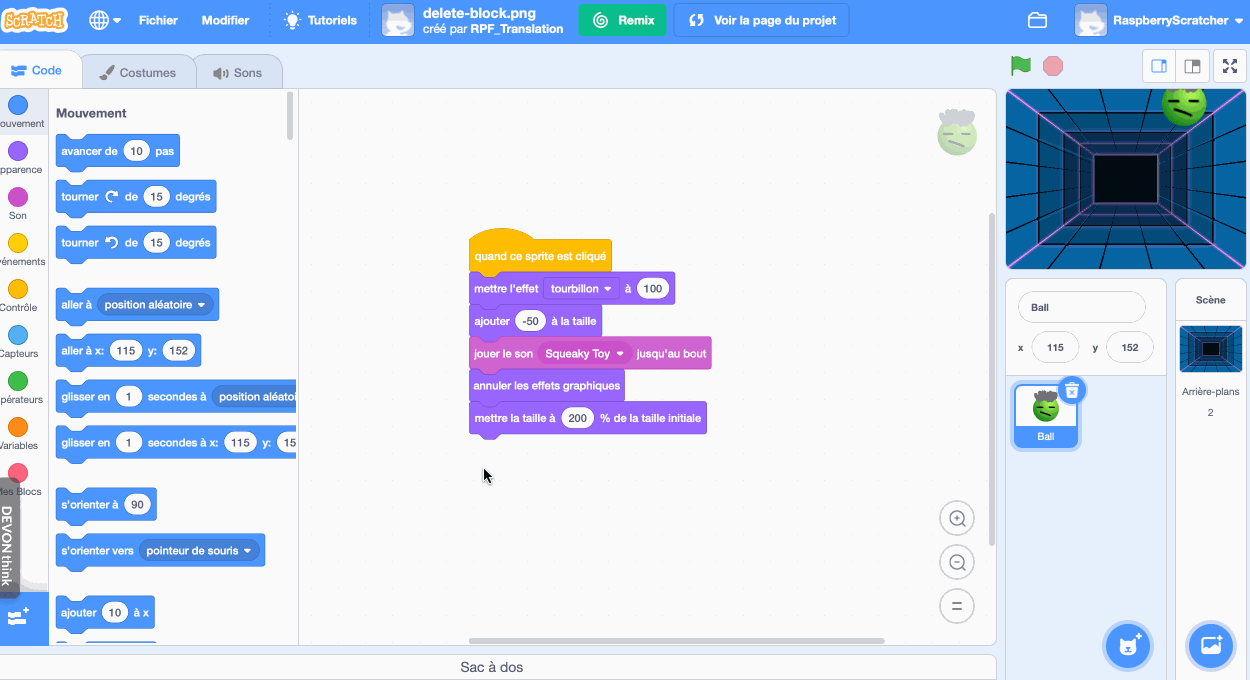 SCRATCH
Fichier
Modifier
Tutoriels
delete-block.png
créé par RPF_Translation
Remix
Voir la page du projet
RaspberryScratcher
Code
Costumes
Sons
ouvement
pparence
Son
vénements
Contrôle
Capteurs
pérateurs
Variables
Mes Blocs
DEVONthink
Mouvement
avancer de 10 pas
tourner de 15 degrés
tourner de 15 degrés
aller à position aléatoire
aller à x: 115 y: 152
glisser en 1 secondes à position aléatoi
glisser en 1 secondes à x: 115 y: 15
s'orienter à 90
s'orienter vers pointeur de souris
ajouter 10 à x
quand ce sprite est cliqué
mettre l'effet tourbillon à 100
ajouter -50 à la taille
jouer le son Squeaky Toy jusqu'au bout
annuler les effets graphiques
mettre la taille à 200 % de la taille initiale
Sac à dos
Ball
x 115 y 152
Ball
Scène
Arrière-plans
2